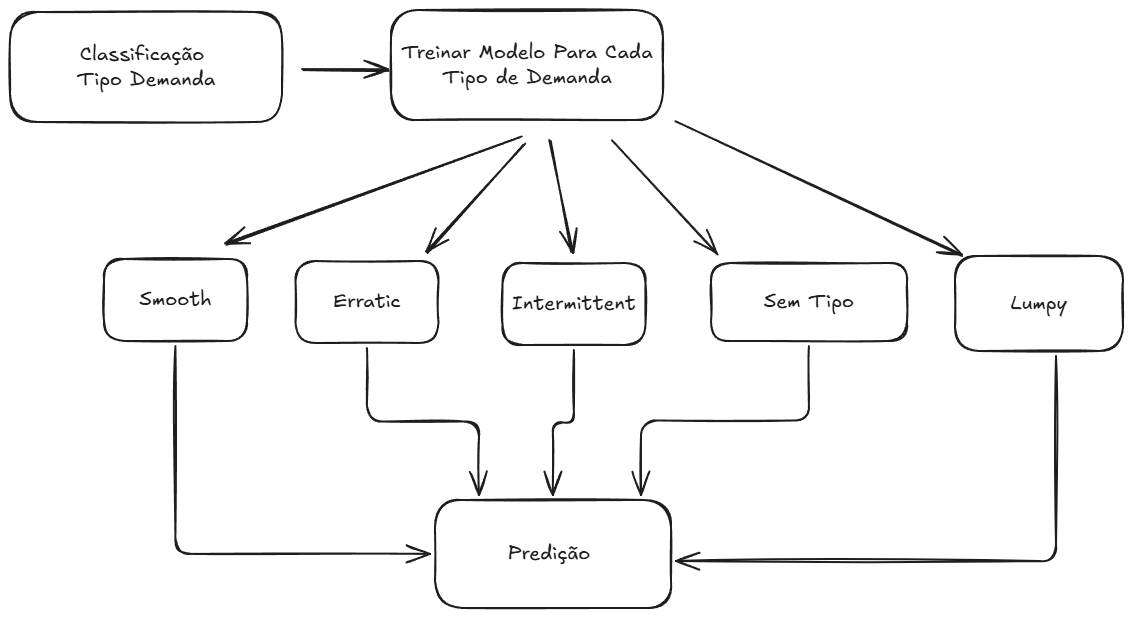 Classificação
Tipo Demanda
Treinar Modelo Para Cada
Tipo de Demanda
Smooth
Erratic
Intermittent
Sem Tipo
Lumpy
Predição